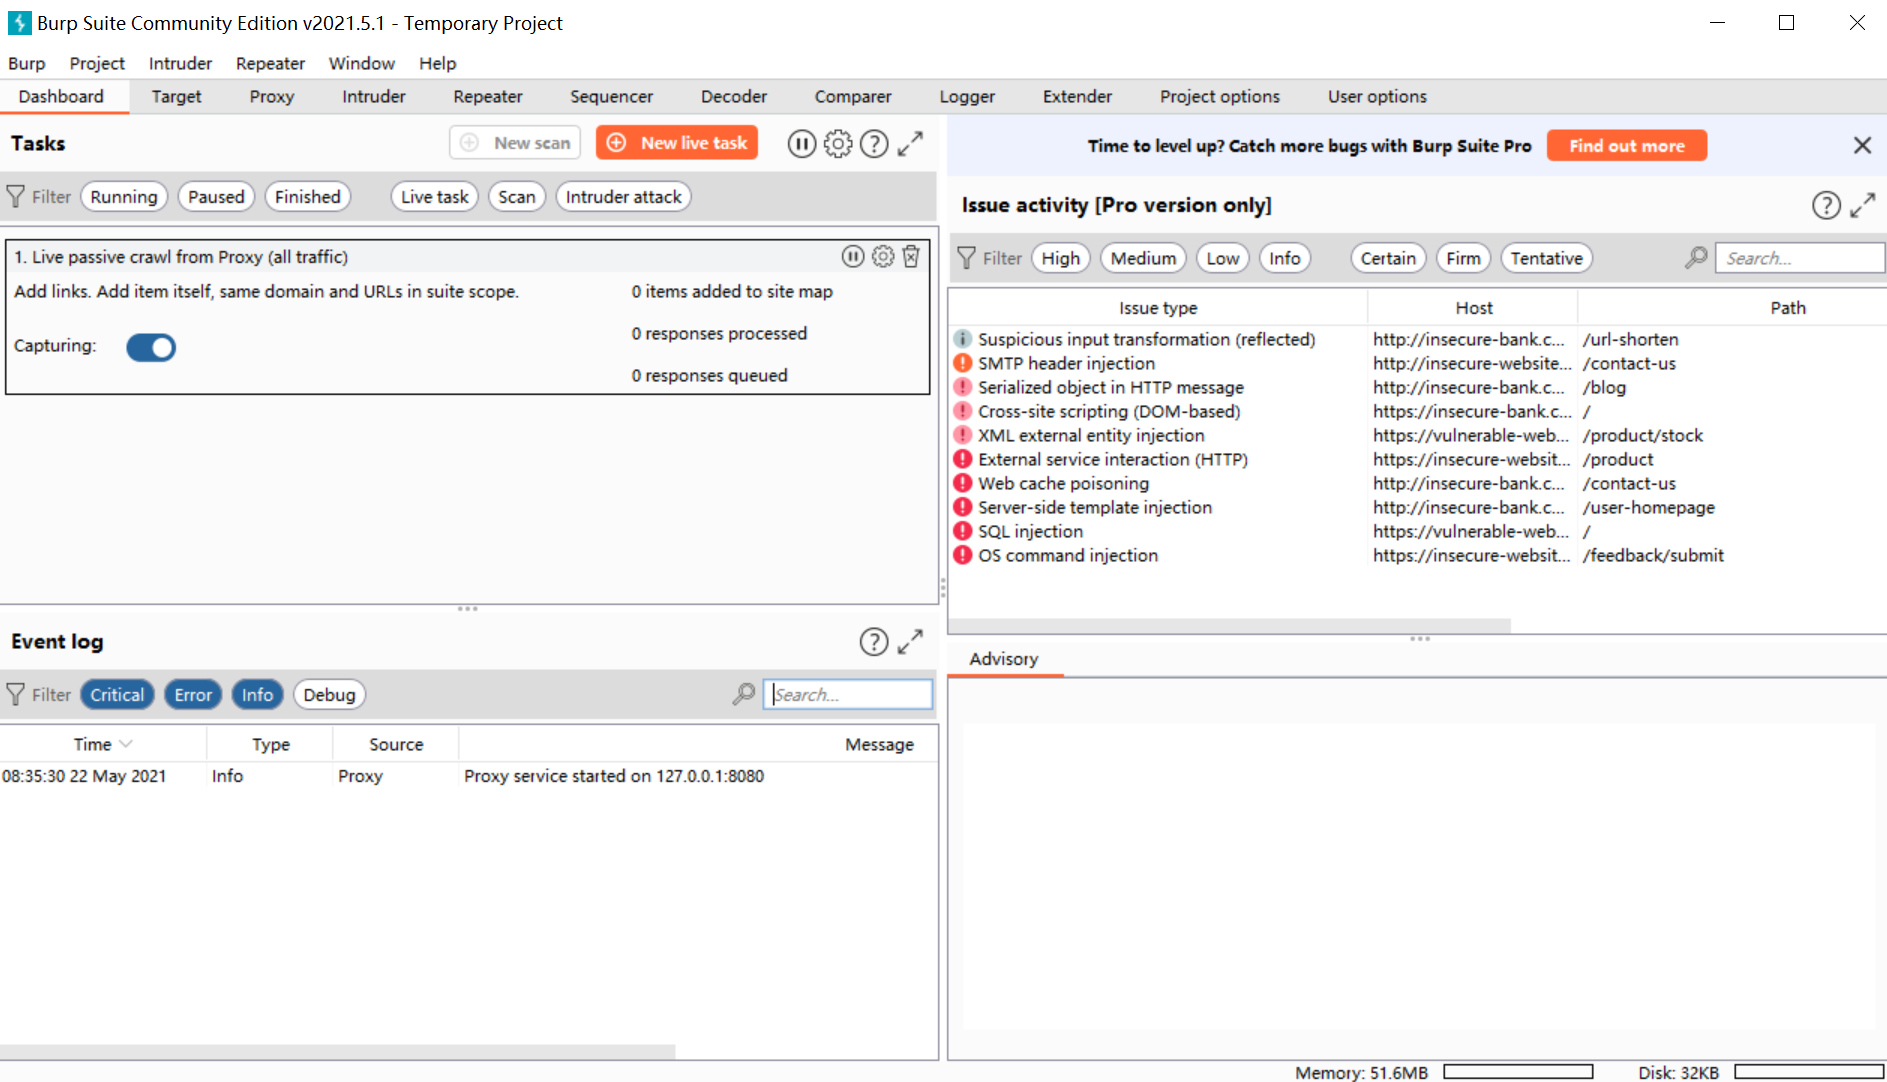 Burp Suite Community Edition v2021.5.1 - Temporary Project
Burp Project Intruder Repeater Window Help
Dashboard Target Proxy Intruder Repeater Sequencer Decoder Comparer Logger Extender Project options User options
Tasks
New scan
New live task
Filter Running Paused Finished Live task Scan Intruder attack
1. Live passive crawl from Proxy (all traffic)
Add links. Add item itself, same domain and URLs in suite scope.
0 items added to site map
0 responses processed
Capturing:
0 responses queued
Event log
Filter Critical Error Info Debug Search...
Time Type Source Message
08:35:30 22 May 2021 Info Proxy Proxy service started on 127.0.0.1:8080
Time to level up? Catch more bugs with Burp Suite Pro Find out more
Issue activity [Pro version only]
Filter High Medium Low Info Certain Firm Tentative Search...
Issue type Host Path
Suspicious input transformation (reflected) http://insecure-bank.c... /url-shorten
SMTP header injection http://insecure-website... /contact-us
Serialized object in HTTP message http://insecure-bank.c... /blog
Cross-site scripting (DOM-based) https://insecure-bank.c... /
XML external entity injection https://vulnerable-web... /product/stock
External service interaction (HTTP) https://insecure-websit... /product
Web cache poisoning http://insecure-bank.c... /contact-us
Server-side template injection http://insecure-bank.c... /user-homepage
SQL injection https://vulnerable-web... /
OS command injection https://insecure-websit... /feedback/submit
Advisory
Memory: 51.6MB Disk: 32KB